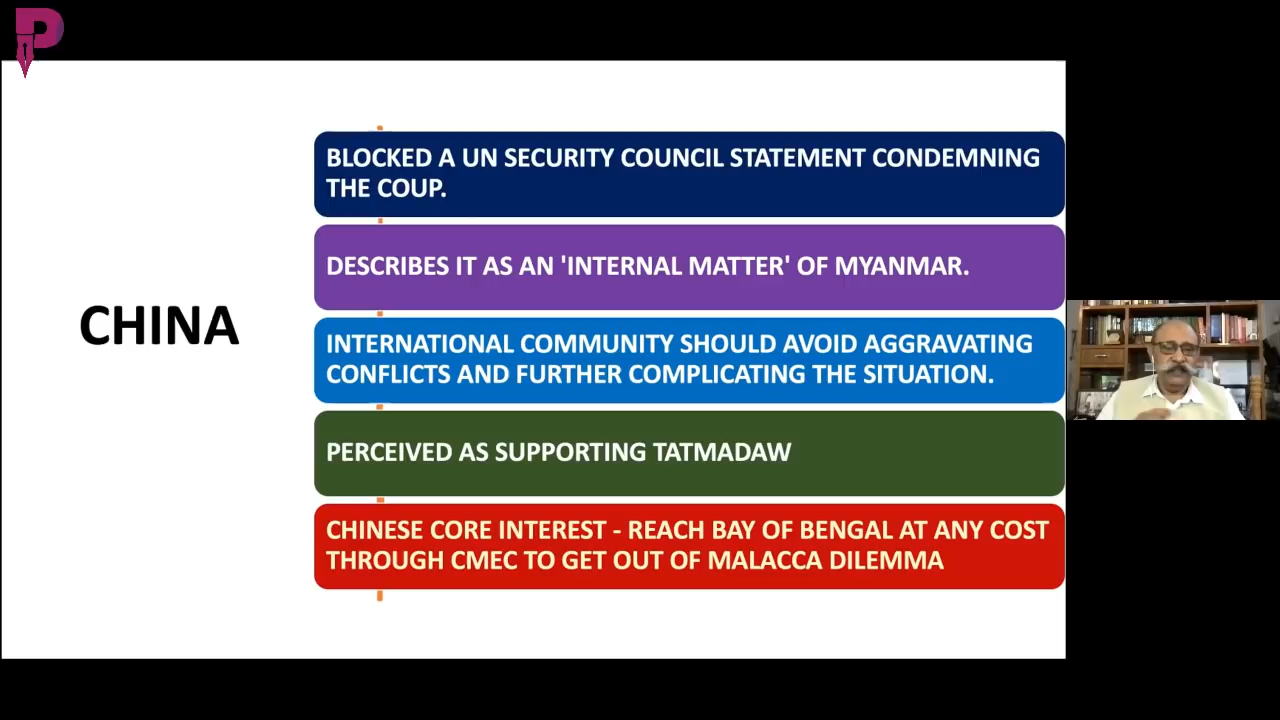 CHINA
BLOCKED A UN SECURITY COUNCIL STATEMENT CONDEMNING
THE COUP.
DESCRIBES IT AS AN 'INTERNAL MATTER' OF MYANMAR.
INTERNATIONAL COMMUNITY SHOULD AVOID AGGRAVATING
CONFLICTS AND FURTHER COMPLICATING THE SITUATION.
PERCEIVED AS SUPPORTING TATMADAW
CHINESE CORE INTEREST - REACH BAY OF BENGAL AT ANY COST
THROUGH CMEC TO GET OUT OF MALACCA DILEMMA